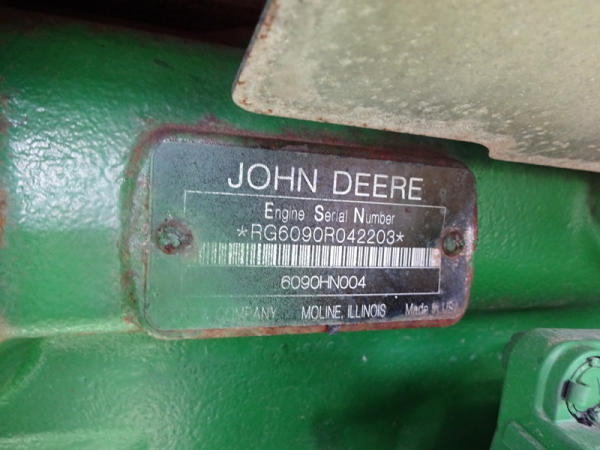 JOHN DEERE
Engine Serial Number
*RG6090R042203*
6090HN004
& COMPANY MOLINE, ILLINOIS Made in US